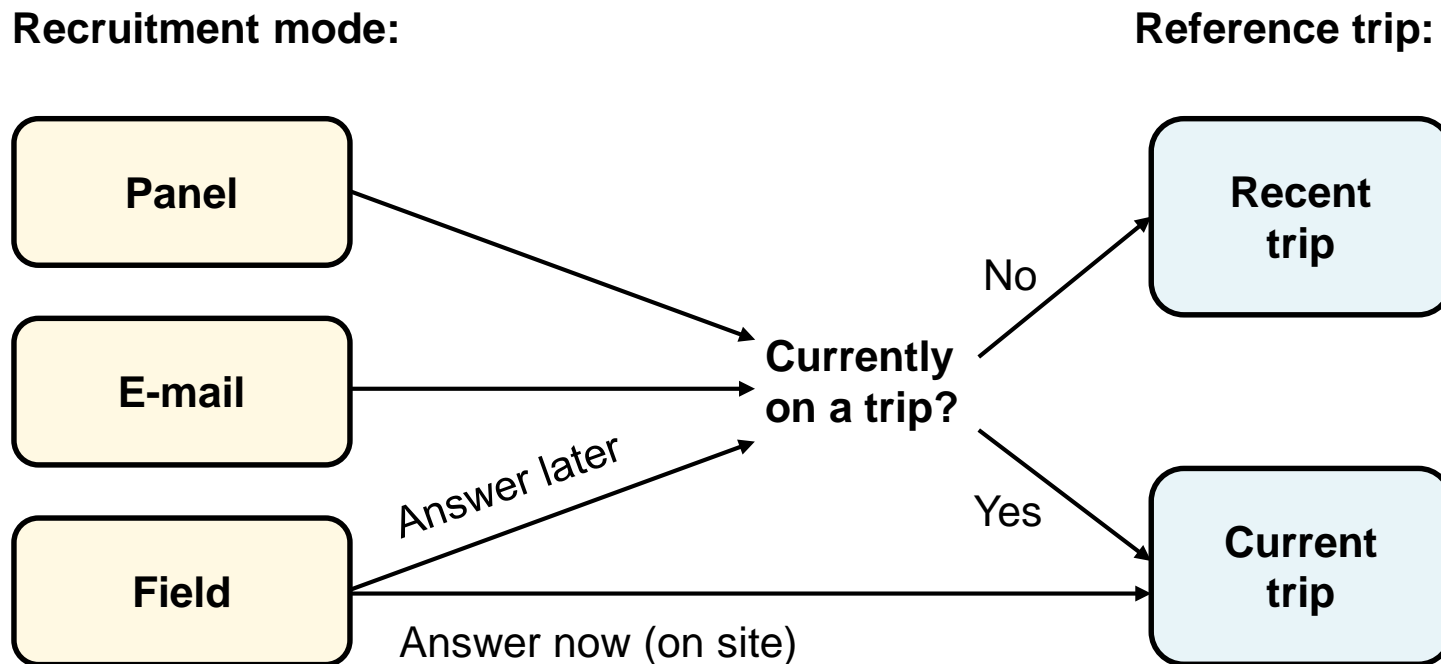 Recruitment mode:
Reference trip:
Panel
Recent
trip
No
Currently
on a trip?
E-mail
Answer later
Yes
Field
Current
trip
Answer now (on site)